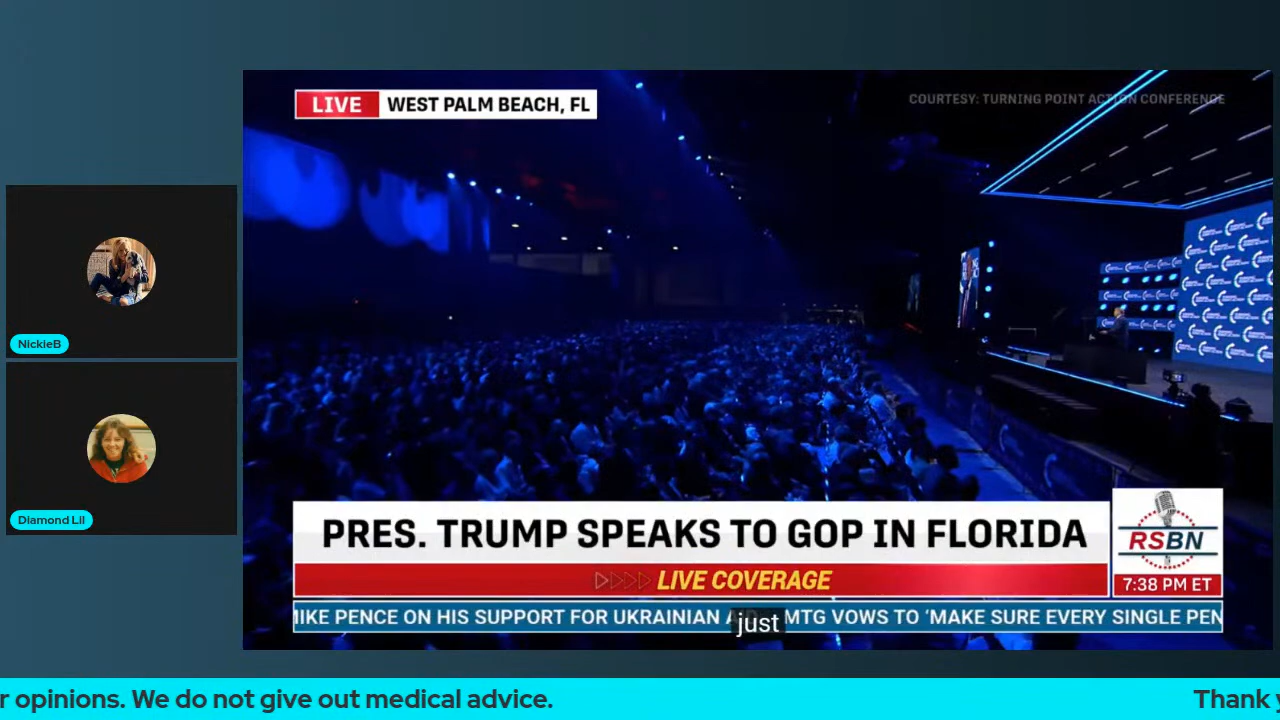 LIVE WEST PALM BEACH, FL
COURTESY: TURNING POINT ACTION CONFERENCE
NickieB
Diamond Lil
PRES. TRUMP SPEAKS TO GOP IN FLORIDA
LIVE COVERAGE
RSBN
7:38 PM ET
IKE PENCE ON HIS SUPPORT FOR UKRAINIAN
MTG VOWS TO ‘MAKE SURE EVERY SINGLE PEN
just
r opinions. We do not give out medical advice.
Thank y